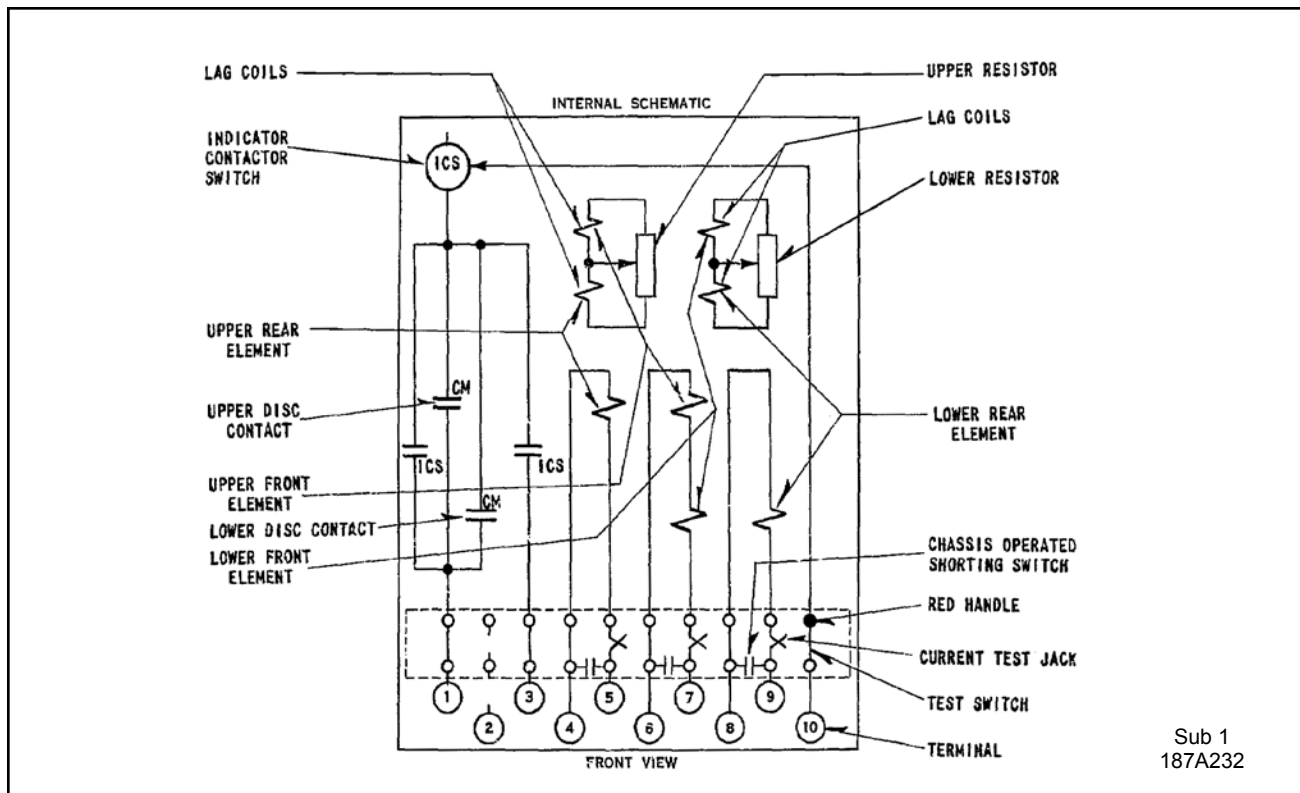 INTERNAL SCHEMATIC
LAG COILS
INDICATOR
CONTACTOR
SWITCH
ICS
UPPER RESISTOR
LAG COILS
LOWER RESISTOR
UPPER REAR
ELEMENT
UPPER DISC
CONTACT
CM
ICS
ICS
CM
UPPER FRONT
ELEMENT
LOWER DISC CONTACT
LOWER FRONT
ELEMENT
LOWER REAR
ELEMENT
CHASSIS OPERATED
SHORTING SWITCH
RED HANDLE
CURRENT TEST JACK
TEST SWITCH
TERMINAL
1
3
5
7
9
2
4
6
8
10
FRONT VIEW
Sub 1
187A232